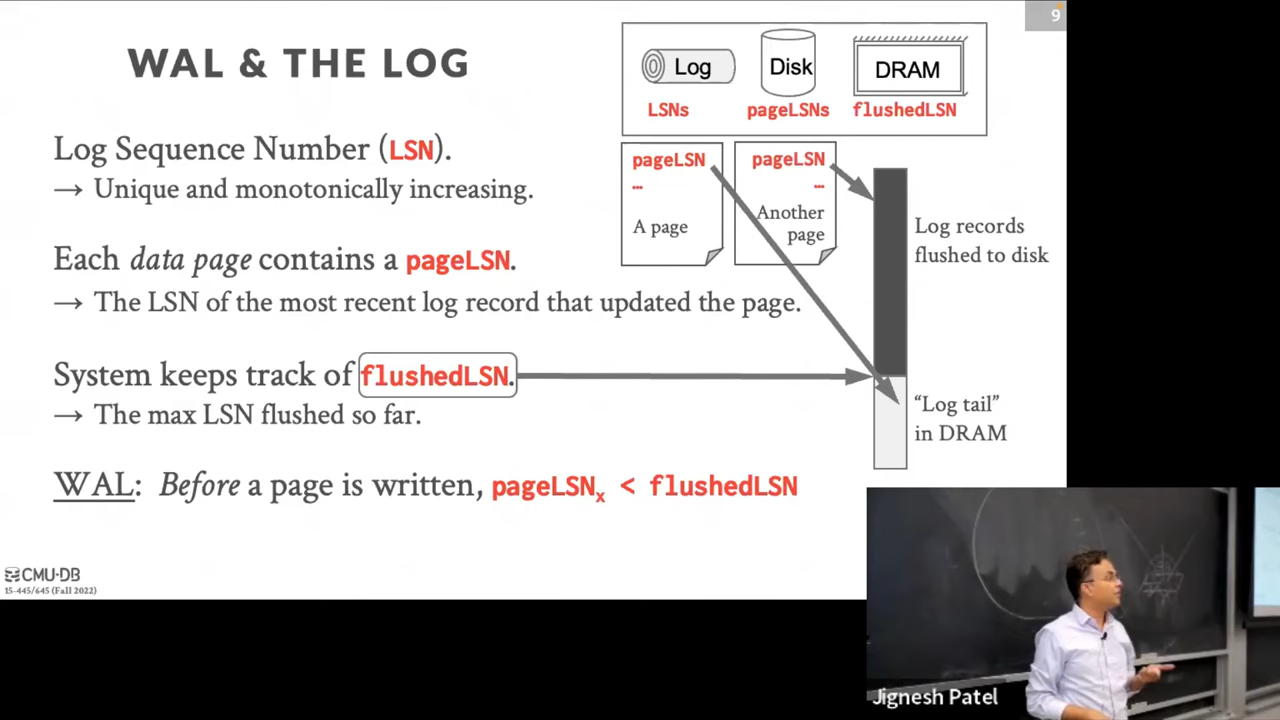 9
WAL & THE LOG
Log Disk DRAM
LSNs pageLSNs flushedLSN
Log Sequence Number (LSN).
→ Unique and monotonically increasing.
pageLSN
...
A page
pageLSN
...
Another
page
Log records
flushed to disk
Each data page contains a pageLSN.
→ The LSN of the most recent log record that updated the page.
System keeps track of flushedLSN.
→ The max LSN flushed so far.
"Log tail"
in DRAM
WAL: Before a page is written, pageLSNx < flushedLSN
CMU·DB
15-445/645 (Fall 2022)
Jignesh Patel